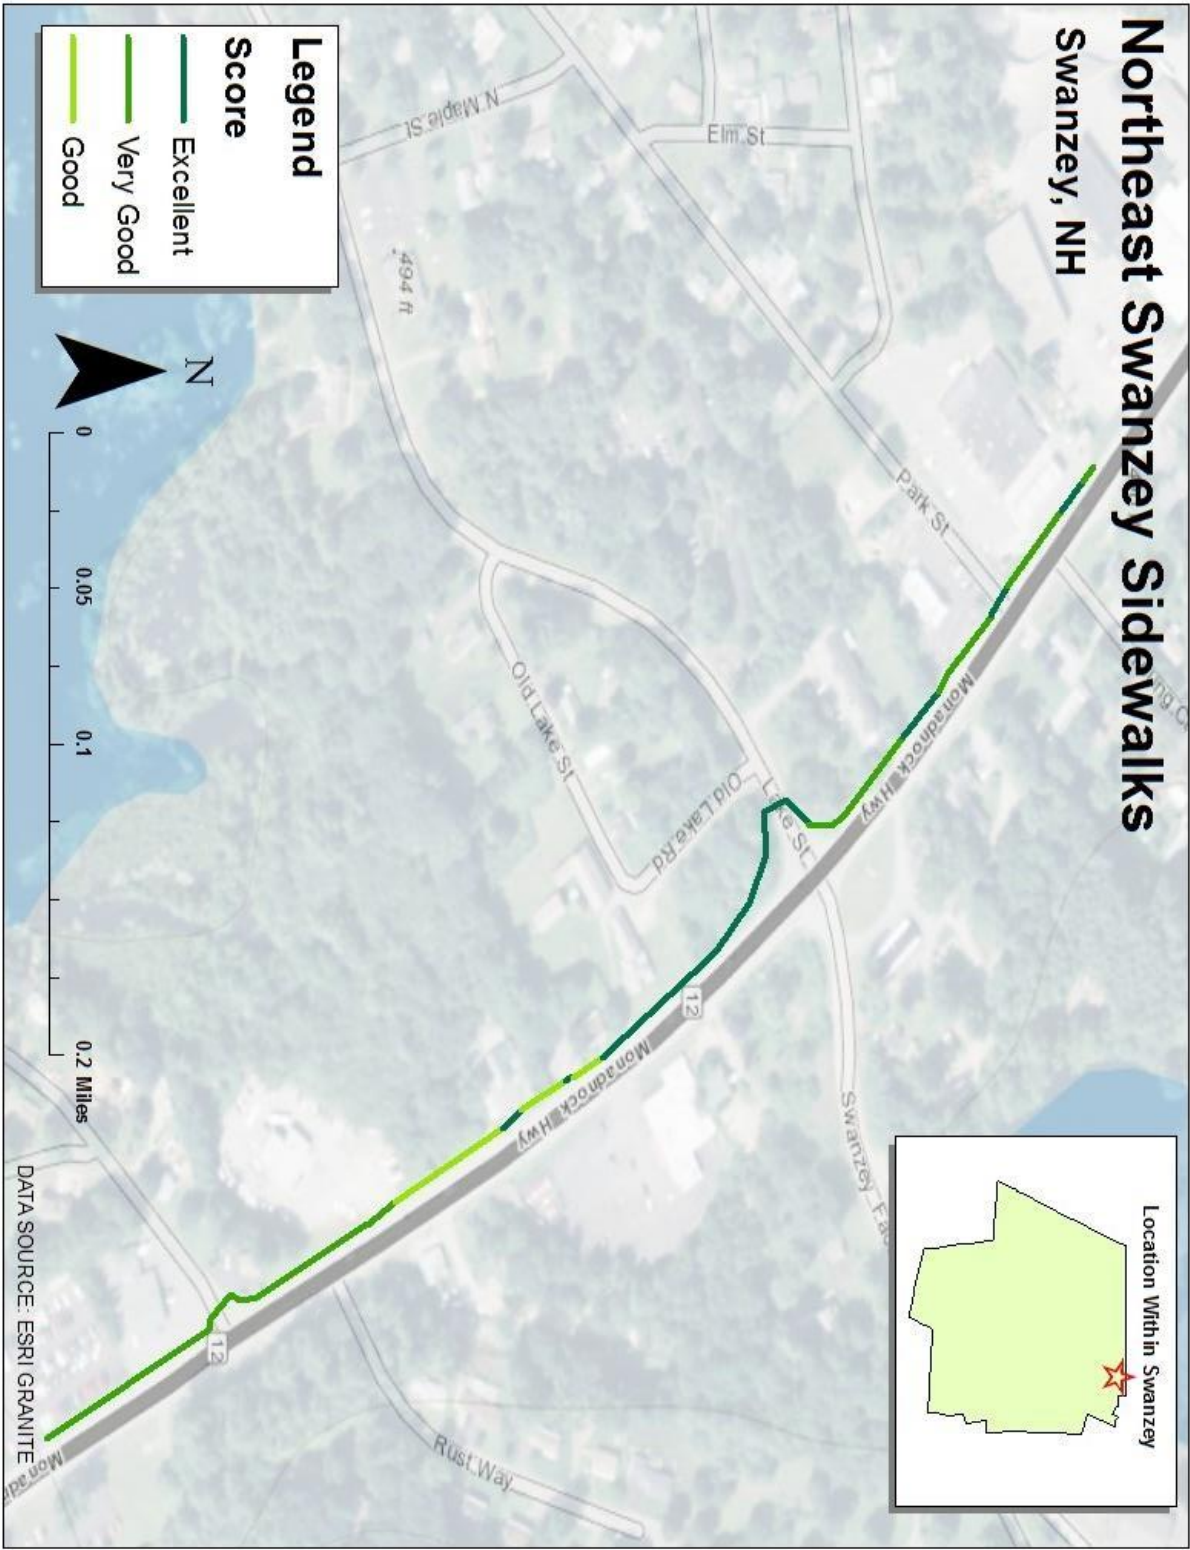 Northeast Swanzey Sidewalks
Swanzey, NH
Location Within Swanzey
Elm St
N Maple St
494 ft
Park St
Monadnock Hwy
Lake St
Old Lake Rd
Old Lake St
12
Monadnock Hwy
Swanzey
12
Rust Way
Legend
Score
Excellent
Very Good
Good
N
0
0.05
0.1
0.2 Miles
DATA SOURCE: ESRI GRANITE